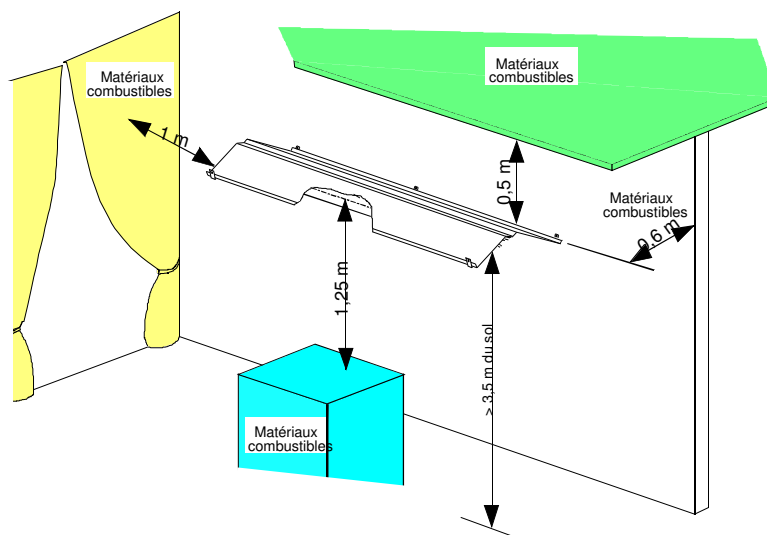 Matériaux
combustibles
Matériaux
combustibles
1 m
0,5 m
Matériaux
combustibles
0,6 m
1,25 m
> 3,5 m du sol
Matériaux
combustibles